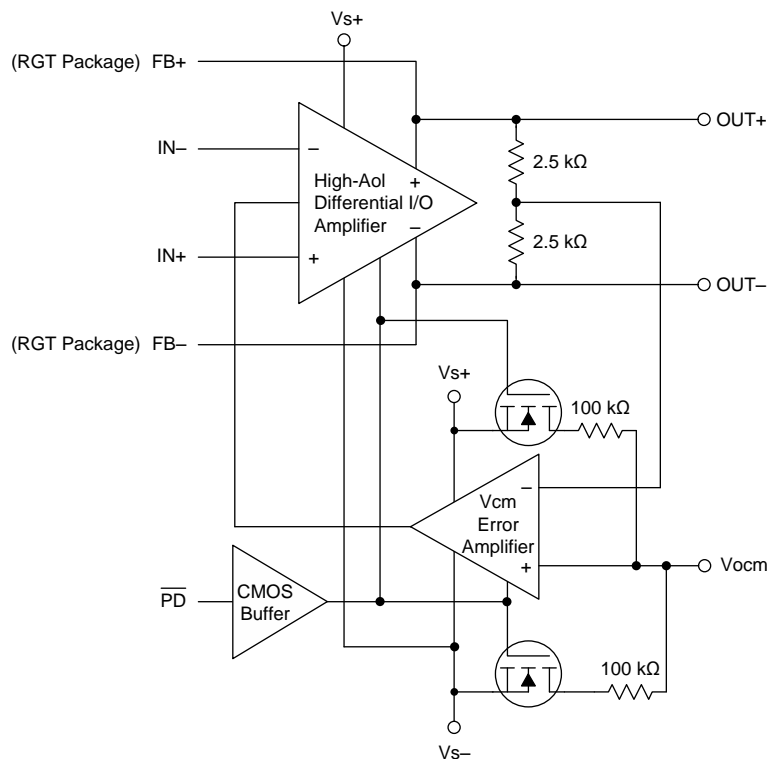 Vs+
(RGT Package) FB+
OUT+
IN–
–
2.5 kΩ
High-Aol
Differential I/O
Amplifier
+
–
2.5 kΩ
IN+
+
OUT–
(RGT Package) FB–
Vs+
100 kΩ
–
Vcm
Error
Amplifier
+
Vocm
PD
CMOS
Buffer
100 kΩ
Vs–